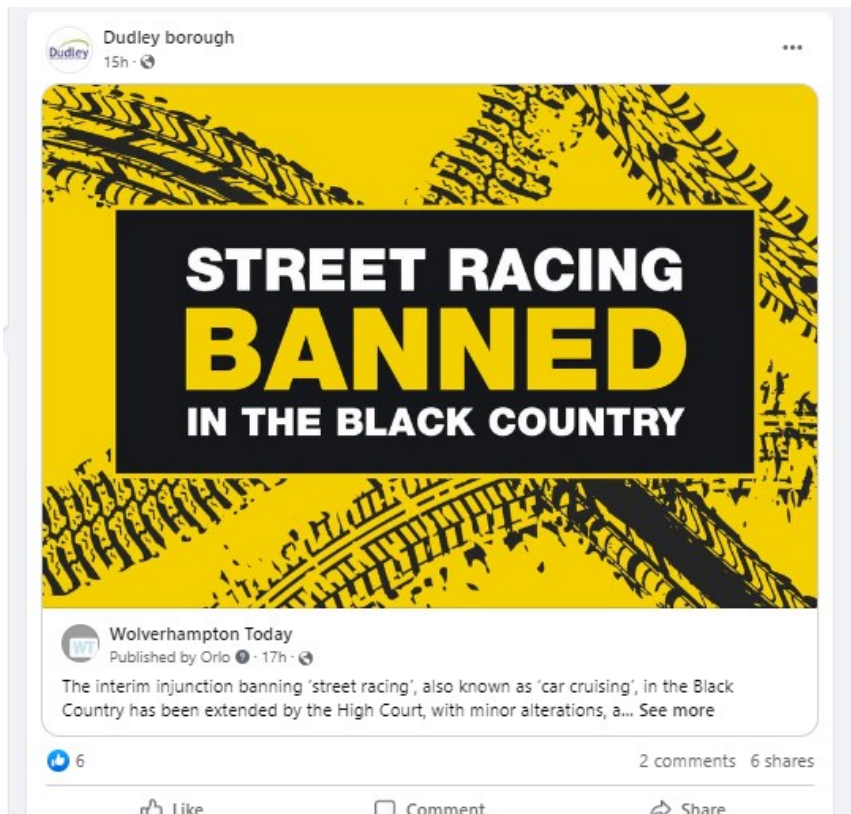 Dudley
Dudley borough
15h ·
STREET RACING
BANNED
IN THE BLACK COUNTRY
WT
Wolverhampton Today
Published by Orlo · 17h ·
The interim injunction banning ‘street racing’, also known as ‘car cruising’, in the Black
Country has been extended by the High Court, with minor alterations, a... See more
6
2 comments 6 shares
Like Comment Share